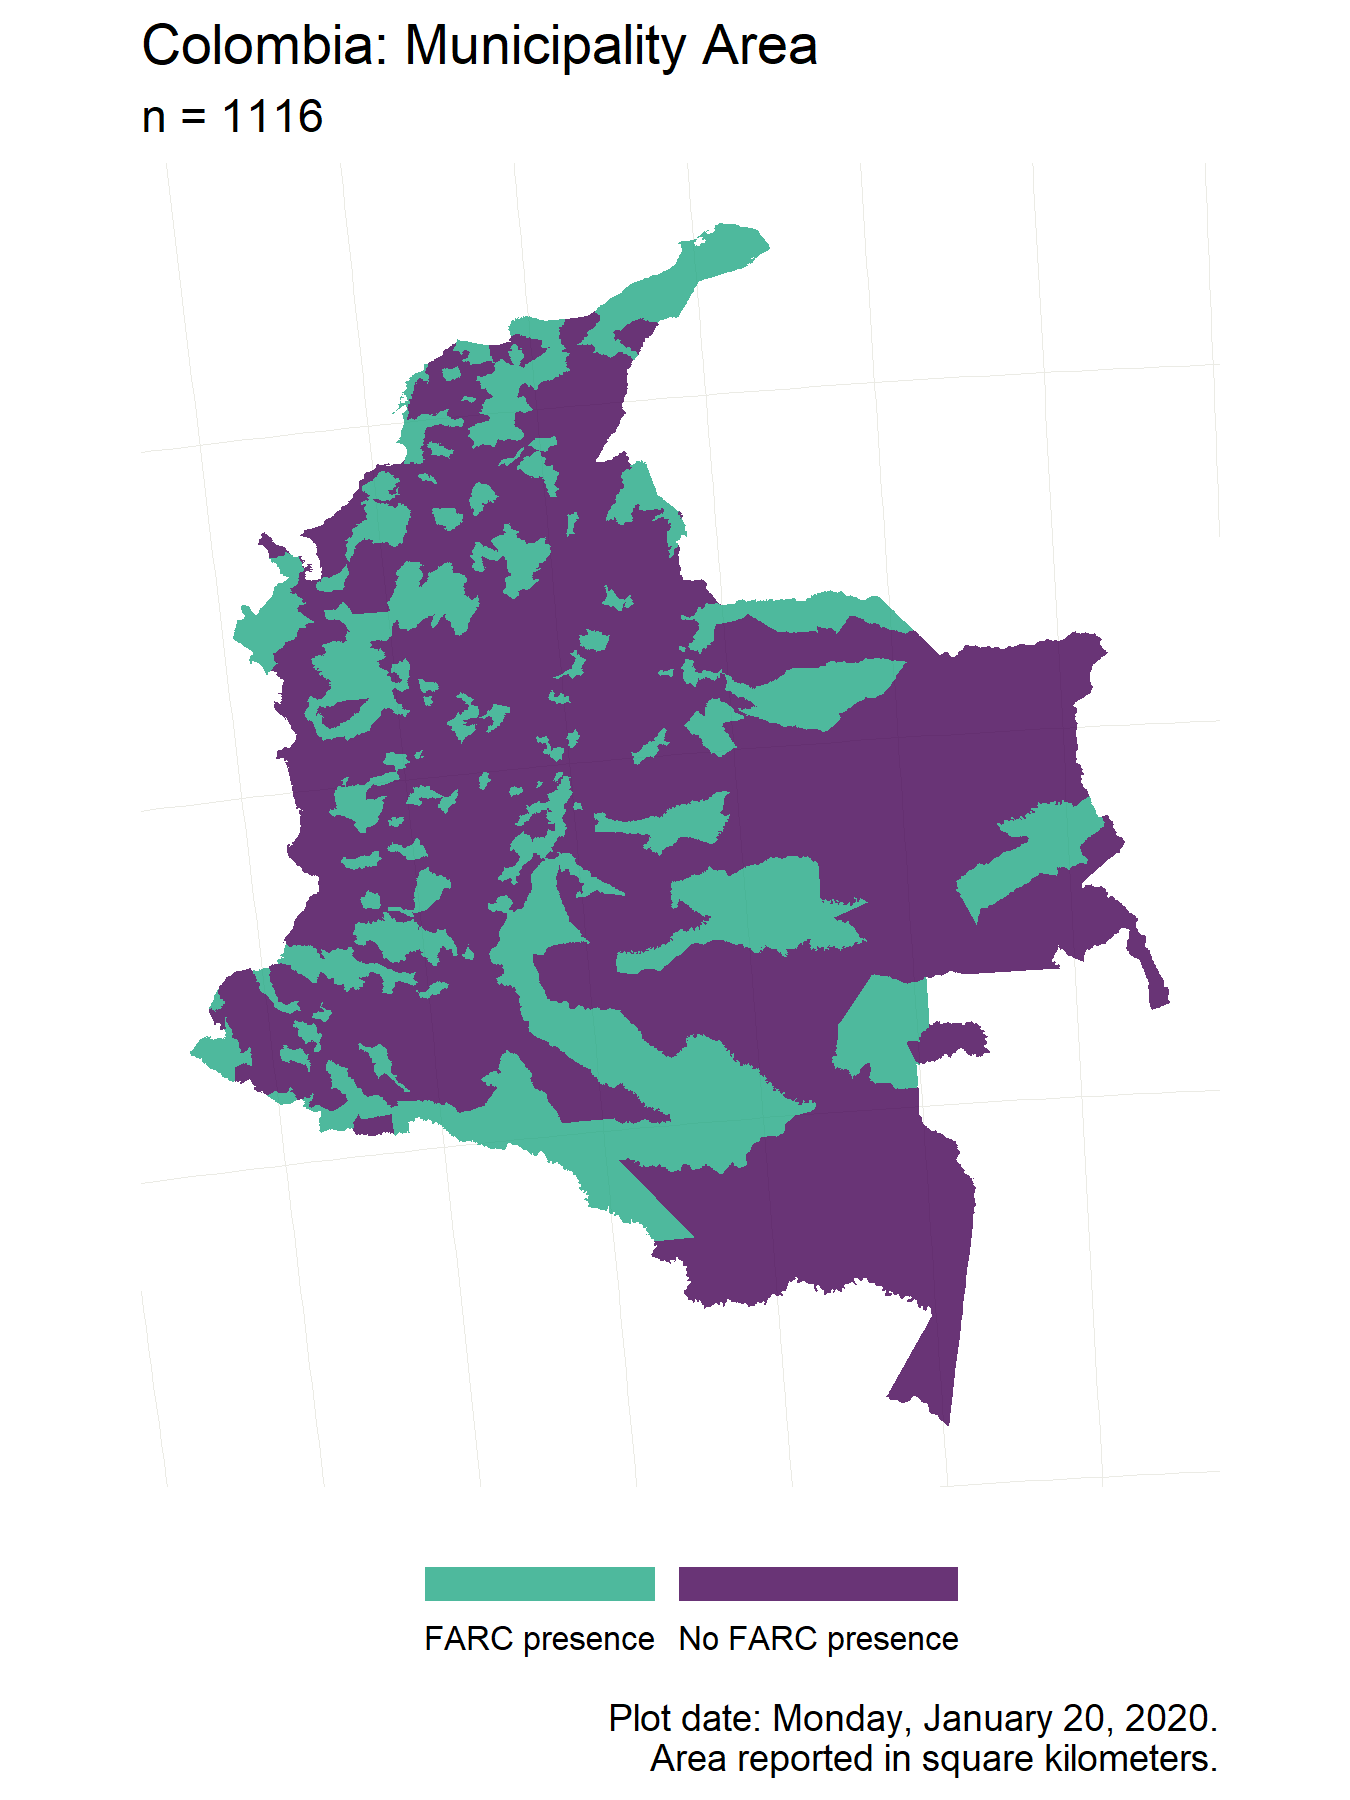 Colombia: Municipality Area
n = 1116
FARC presence No FARC presence
Plot date: Monday, January 20, 2020.
Area reported in square kilometers.